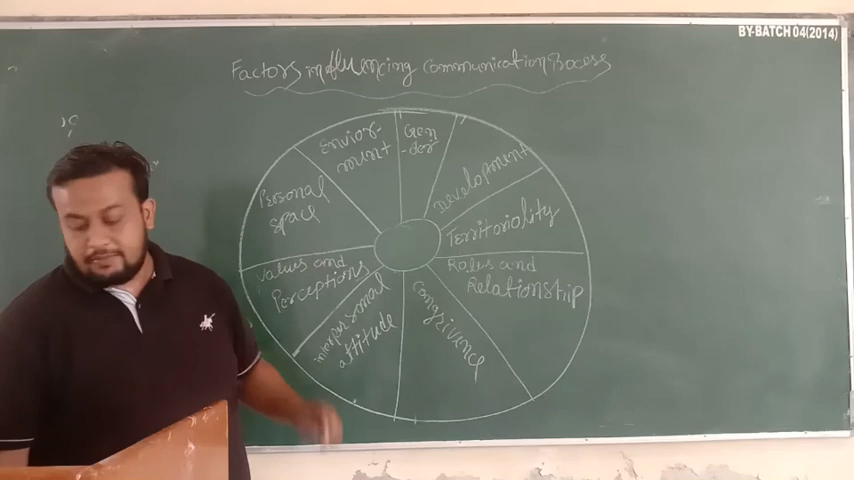 BY-BATCH 04(2014)
Factors influencing Communication Process
Gen
-der
Development
Territoriality
Roles and
Relationship
Congrivence
interpersonal
attitude
Values and
Perceptions
Personal
space
Envior-
ment